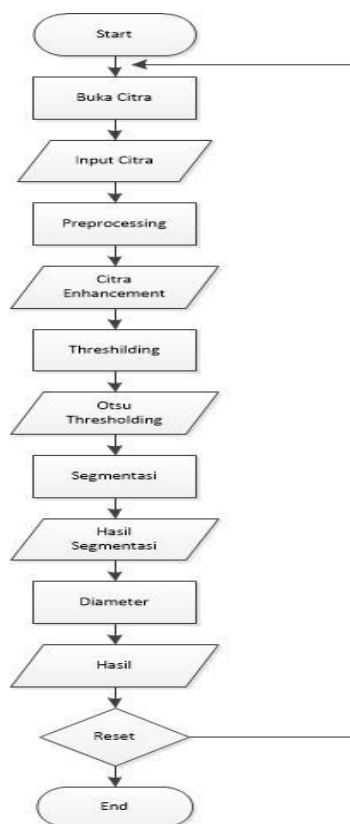 Start
Buka Citra
Input Citra
Preprocessing
Citra
Enhancement
Threshilding
Otsu
Thresholding
Segmentasi
Hasil
Segmentasi
Diameter
Hasil
Reset
End